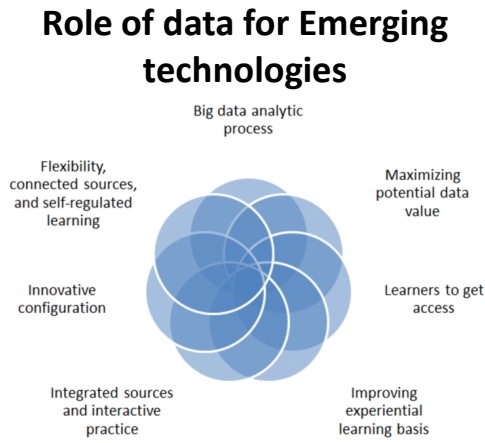 Role of data for Emerging
technologies
Big data analytic
process
Flexibility,
connected sources,
and self-regulated
learning
Maximizing
potential data
value
Innovative
configuration
Learners to get
access
Integrated sources
and interactive
practice
Improving
experiential
learning basis